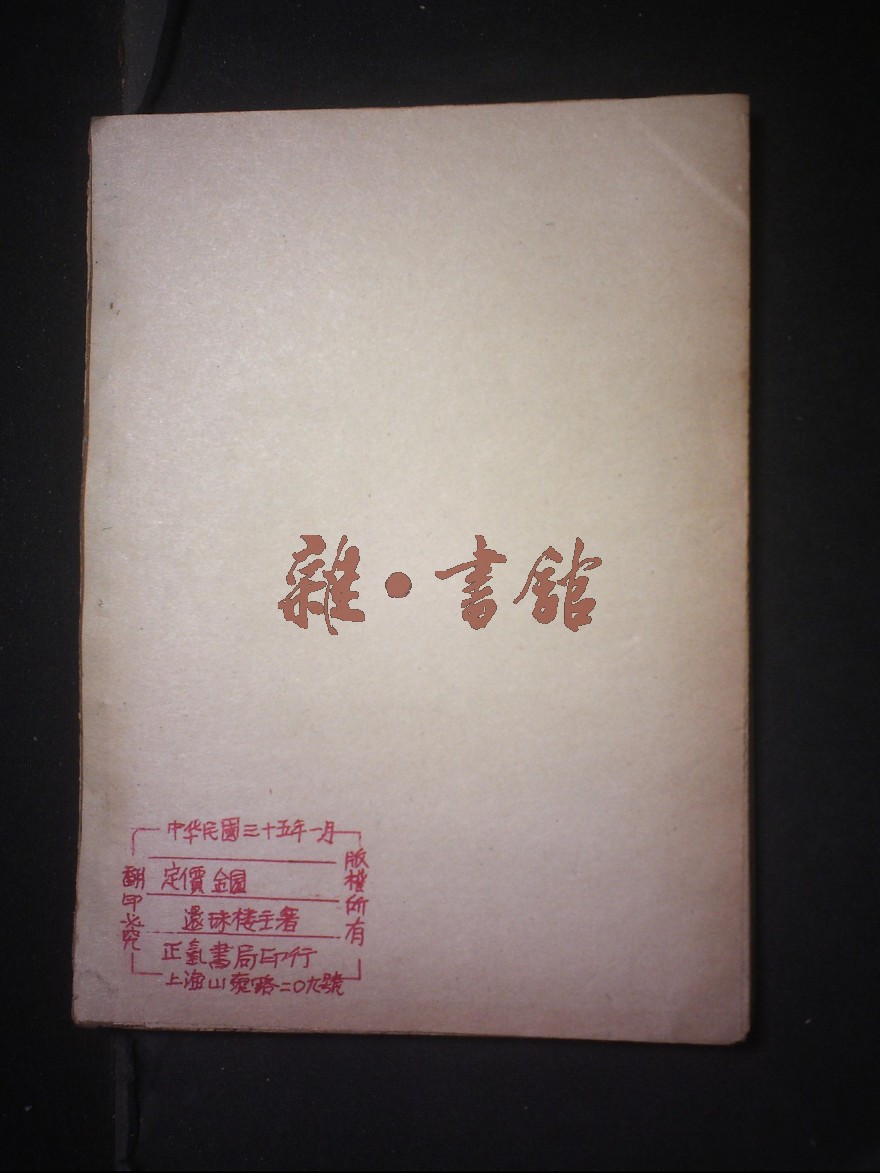 雜·書館
中华民國三十五年一月
定價 金圓
還珠楼主著
正氣書局印行
上海山東路二〇九號
版權所有
翻印必究